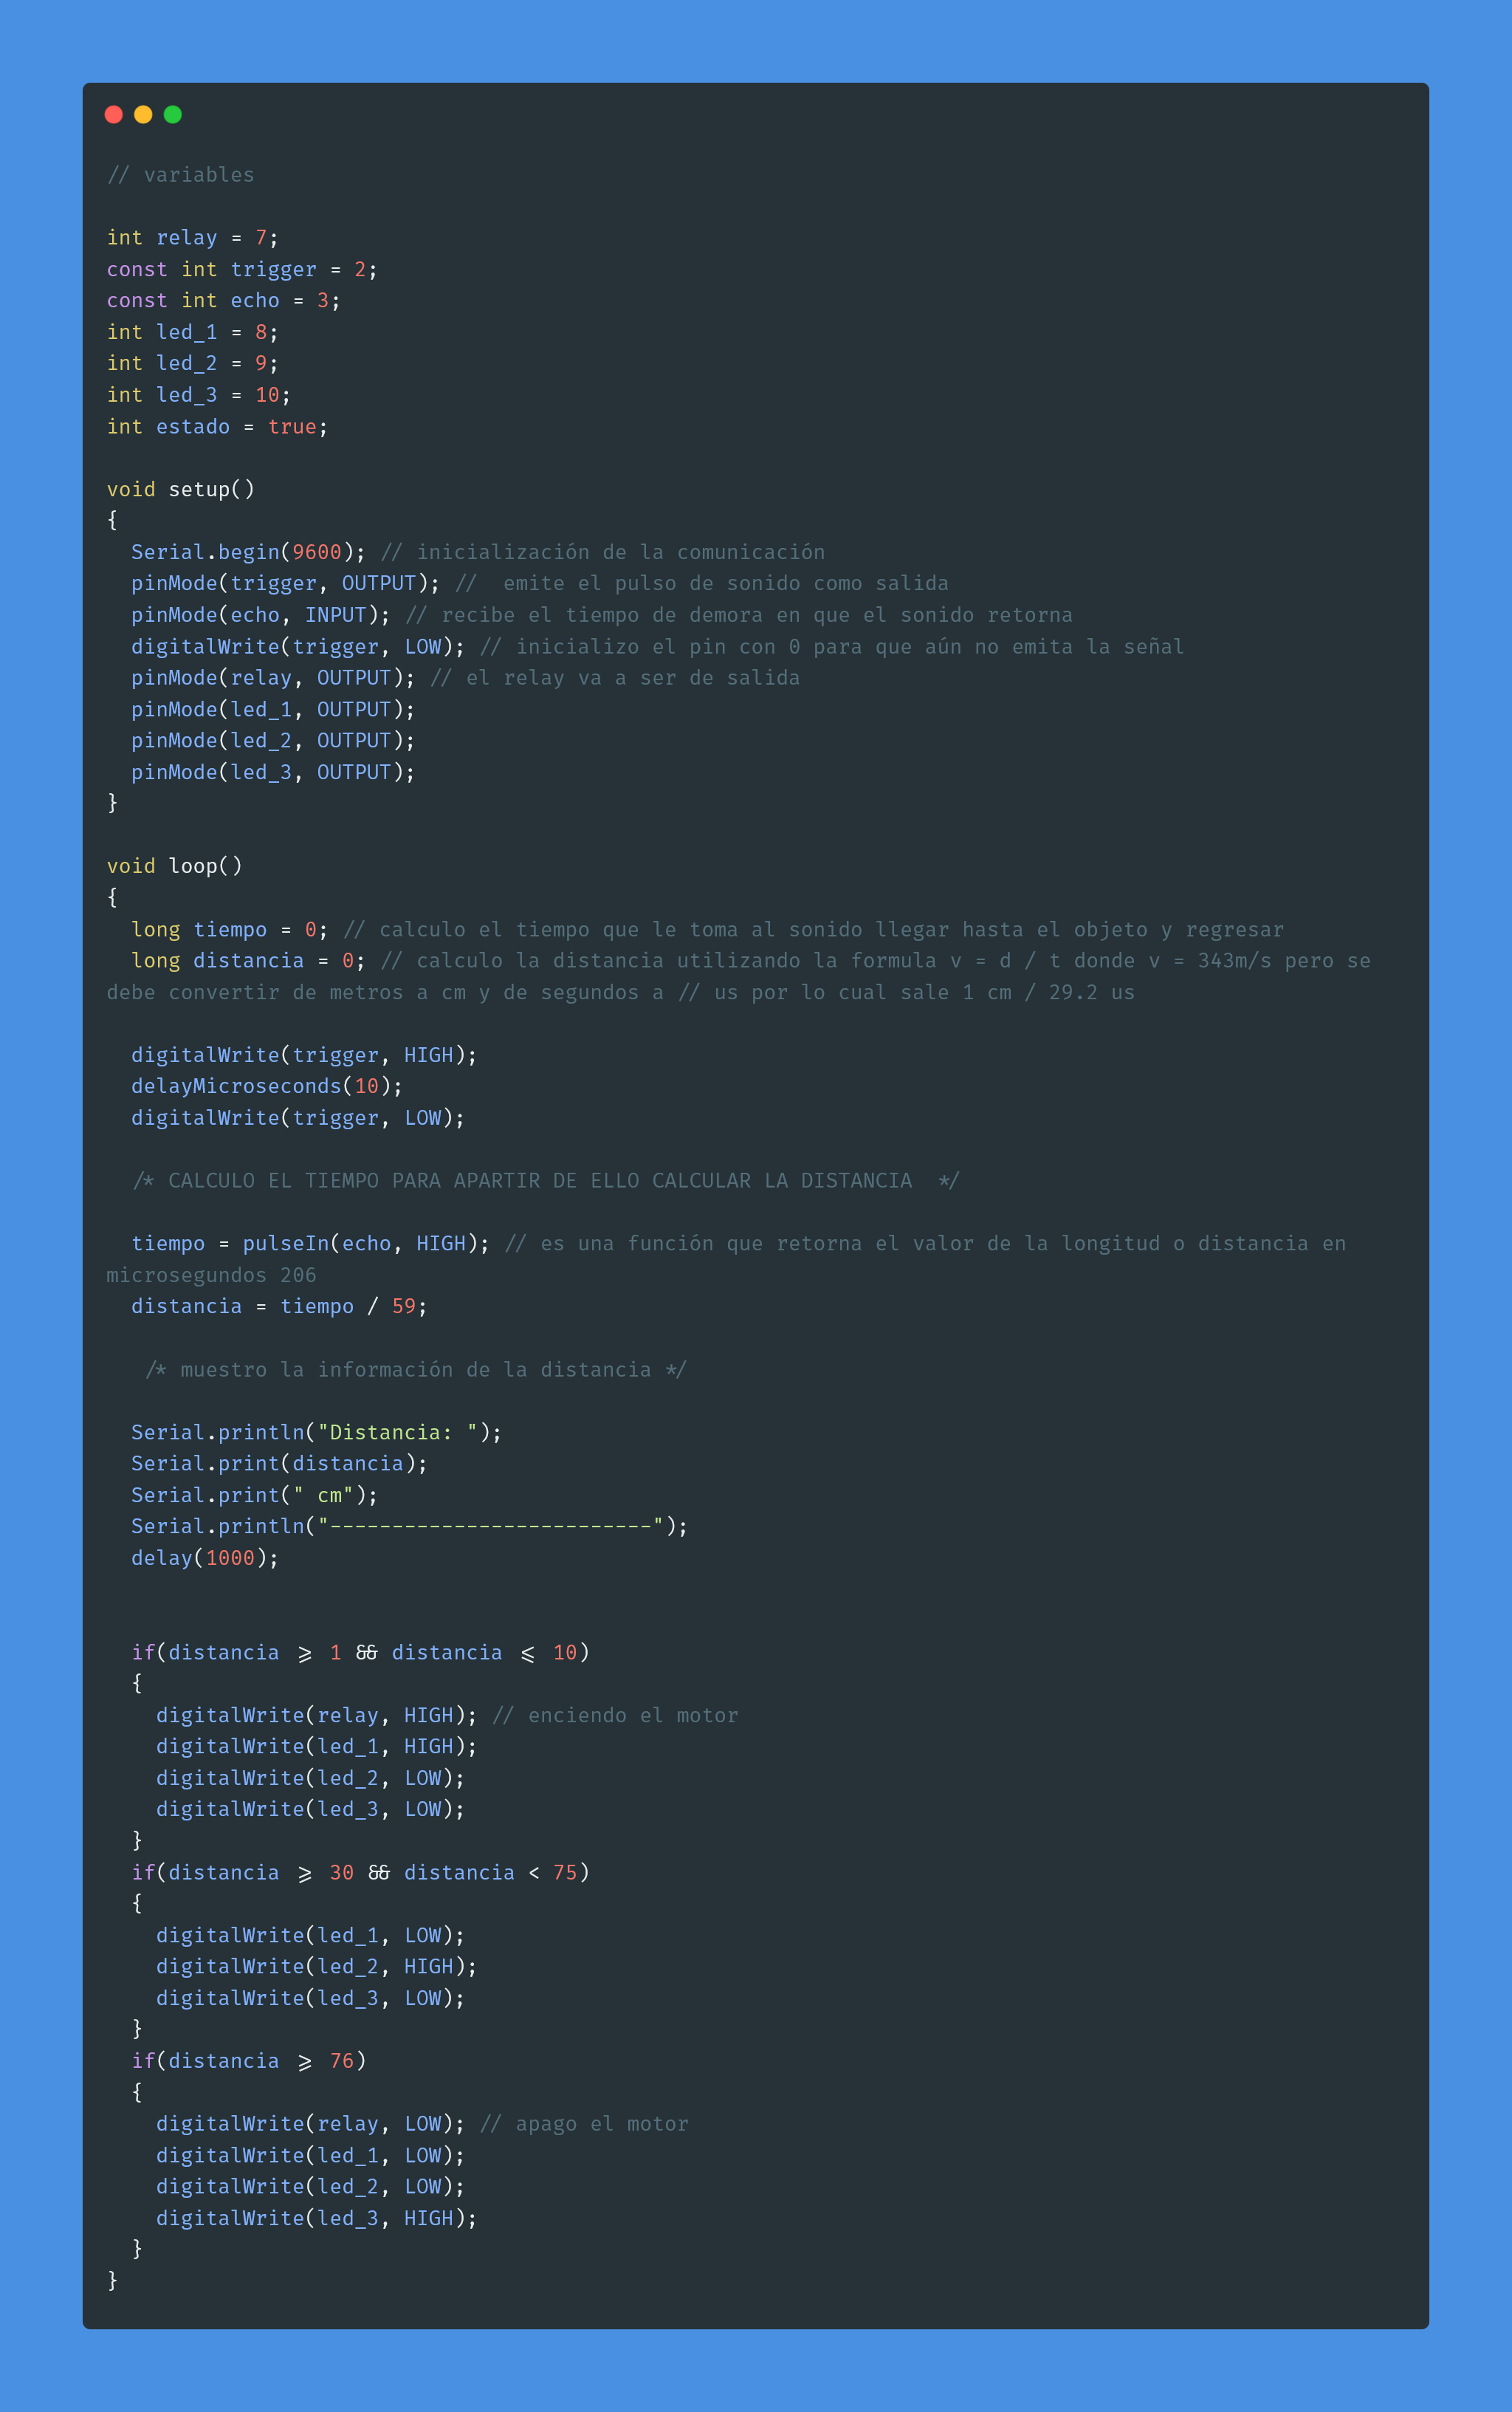 // variables

int relay = 7;
const int trigger = 2;
const int echo = 3;
int led_1 = 8;
int led_2 = 9;
int led_3 = 10;
int estado = true;

void setup()
{
  Serial.begin(9600); // inicialización de la comunicación
  pinMode(trigger, OUTPUT); //  emite el pulso de sonido como salida
  pinMode(echo, INPUT); // recibe el tiempo de demora en que el sonido retorna
  digitalWrite(trigger, LOW); // inicializo el pin con 0 para que aún no emita la señal
  pinMode(relay, OUTPUT); // el relay va a ser de salida
  pinMode(led_1, OUTPUT);
  pinMode(led_2, OUTPUT);
  pinMode(led_3, OUTPUT);
}

void loop()
{
  long tiempo = 0; // calculo el tiempo que le toma al sonido llegar hasta el objeto y regresar
  long distancia = 0; // calculo la distancia utilizando la formula v = d / t donde v = 343m/s pero se
debe convertir de metros a cm y de segundos a // us por lo cual sale 1 cm / 29.2 us

  digitalWrite(trigger, HIGH);
  delayMicroseconds(10);
  digitalWrite(trigger, LOW);

  /* CALCULO EL TIEMPO PARA APARTIR DE ELLO CALCULAR LA DISTANCIA  */

  tiempo = pulseIn(echo, HIGH); // es una función que retorna el valor de la longitud o distancia en
microsegundos 206
  distancia = tiempo / 59;

   /* muestro la información de la distancia */

  Serial.println("Distancia: ");
  Serial.print(distancia);
  Serial.print(" cm");
  Serial.println("--------------------------");
  delay(1000);


  if(distancia >= 1 && distancia <= 10)
  {
    digitalWrite(relay, HIGH); // enciendo el motor
    digitalWrite(led_1, HIGH);
    digitalWrite(led_2, LOW);
    digitalWrite(led_3, LOW);
  }
  if(distancia >= 30 && distancia < 75)
  {
    digitalWrite(led_1, LOW);
    digitalWrite(led_2, HIGH);
    digitalWrite(led_3, LOW);
  }
  if(distancia >= 76)
  {
    digitalWrite(relay, LOW); // apago el motor
    digitalWrite(led_1, LOW);
    digitalWrite(led_2, LOW);
    digitalWrite(led_3, HIGH);
  }
}